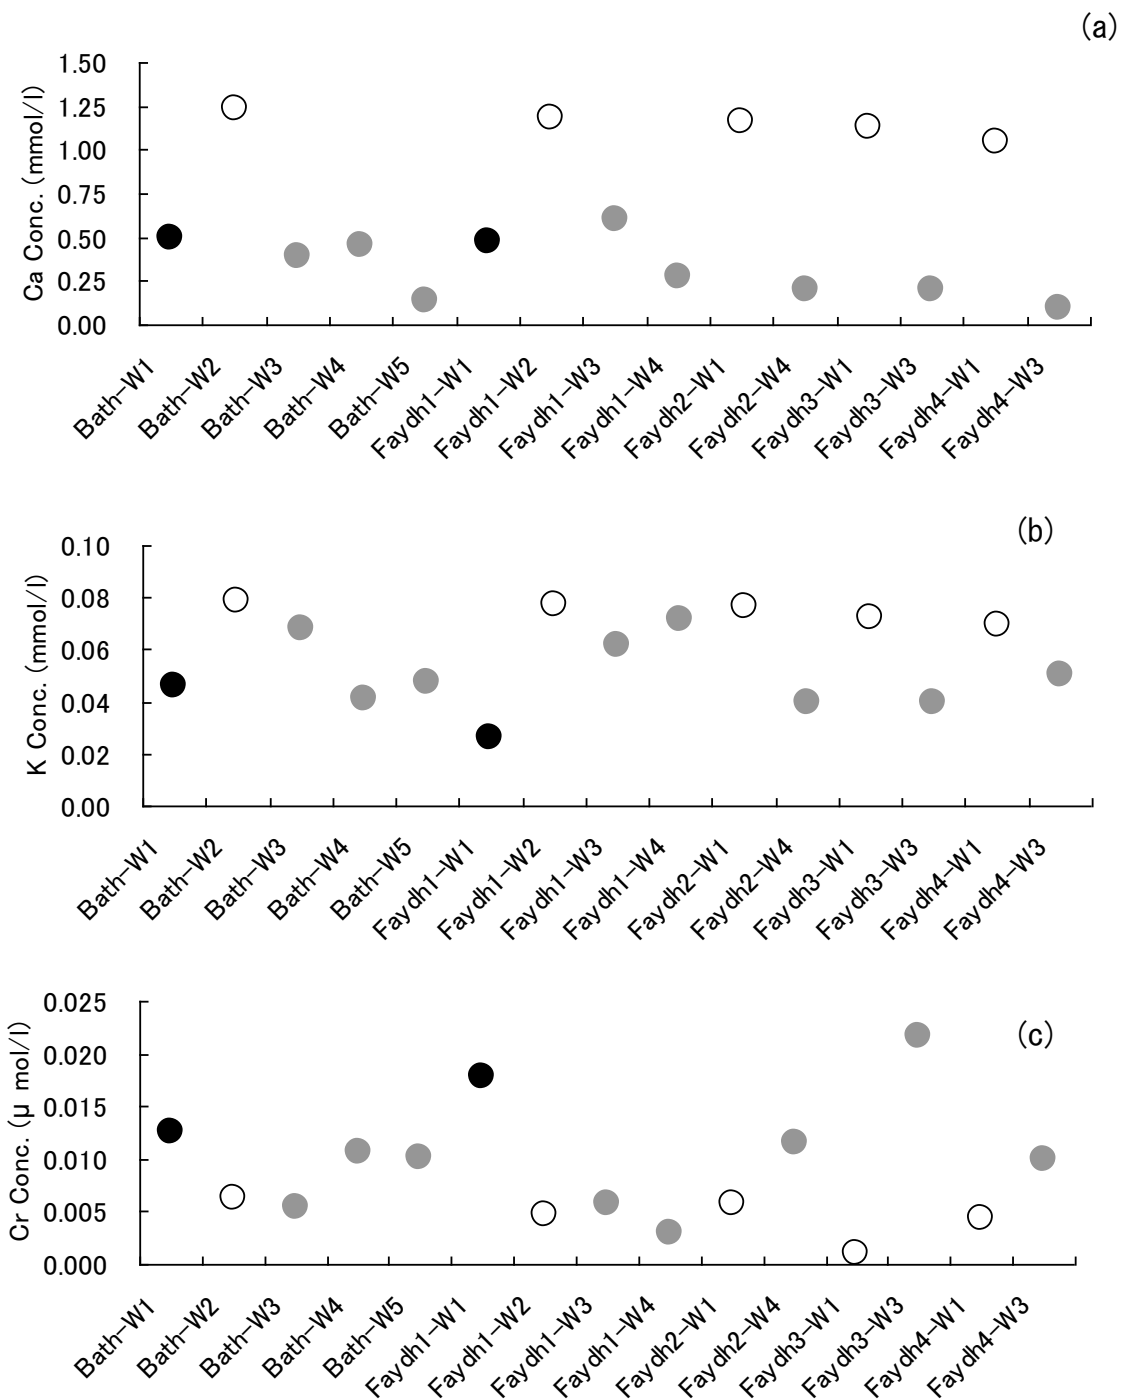 (a)
Ca Conc. (mmol/l)
1.50
1.25
1.00
0.75
0.50
0.25
0.00
Bath-W1
Bath-W2
Bath-W3
Bath-W4
Bath-W5
Faydh1-W1
Faydh1-W2
Faydh1-W3
Faydh1-W4
Faydh2-W1
Faydh2-W4
Faydh3-W1
Faydh3-W3
Faydh4-W1
Faydh4-W3
(b)
K Conc. (mmol/l)
0.10
0.08
0.06
0.04
0.02
0.00
Bath-W1
Bath-W2
Bath-W3
Bath-W4
Bath-W5
Faydh1-W1
Faydh1-W2
Faydh1-W3
Faydh1-W4
Faydh2-W1
Faydh2-W4
Faydh3-W1
Faydh3-W3
Faydh4-W1
Faydh4-W3
(c)
Cr Conc. (μ mol/l)
0.025
0.020
0.015
0.010
0.005
0.000
Bath-W1
Bath-W2
Bath-W3
Bath-W4
Bath-W5
Faydh1-W1
Faydh1-W2
Faydh1-W3
Faydh1-W4
Faydh2-W1
Faydh2-W4
Faydh3-W1
Faydh3-W3
Faydh4-W1
Faydh4-W3